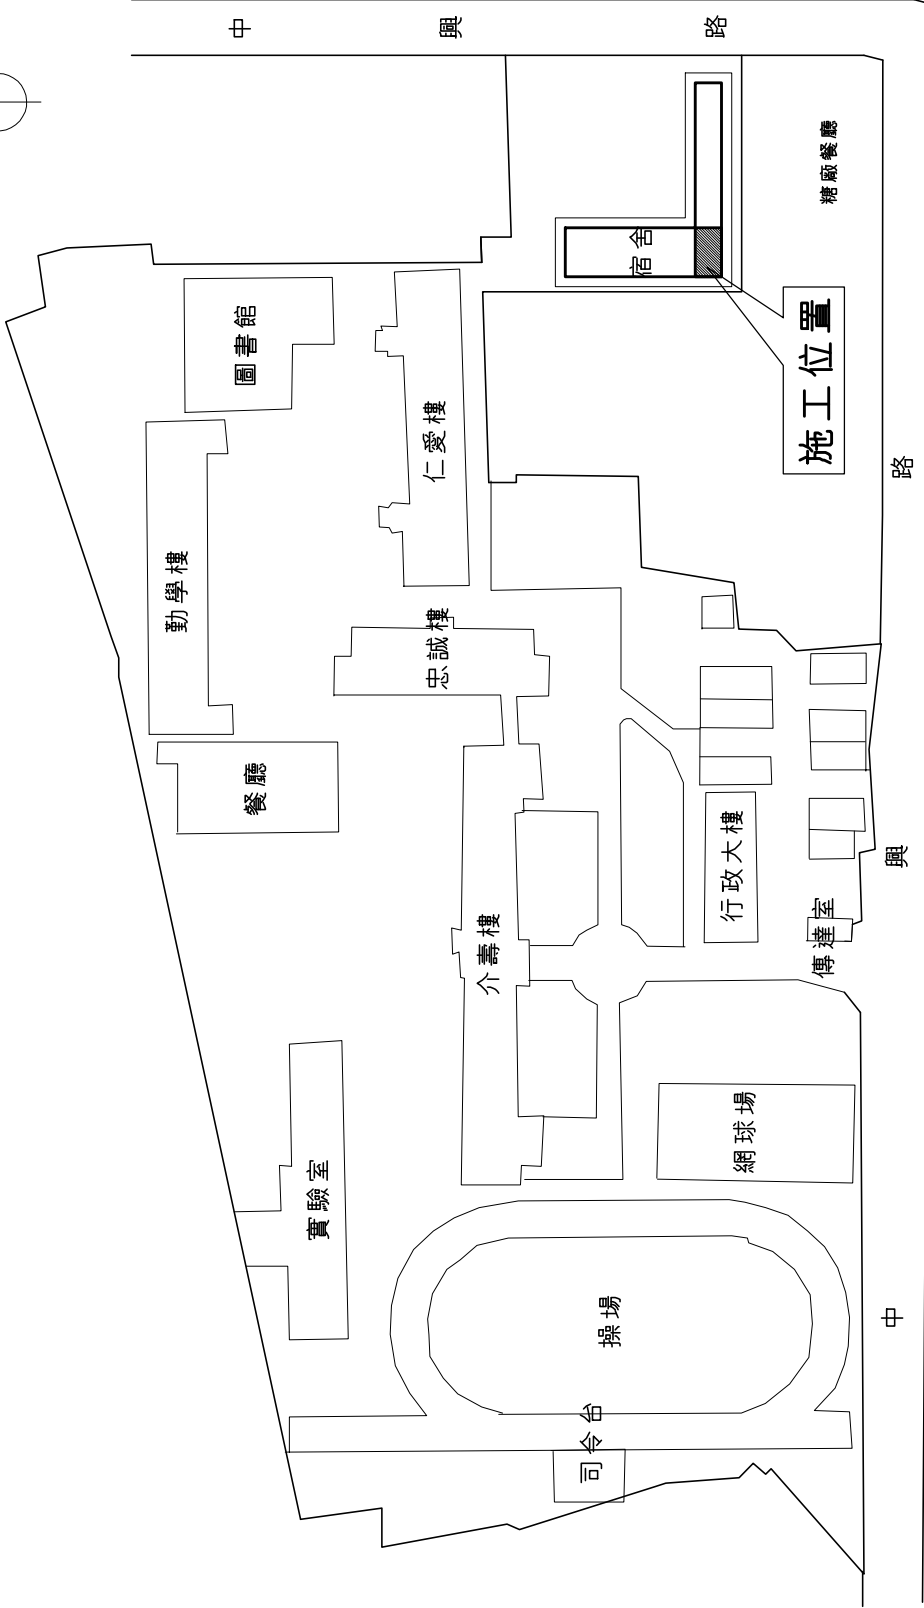 中興路
糖廠餐廳
宿舍
施工位置
圖書館
仁愛樓
勤學樓
忠誠樓
餐廳
行政大樓
介壽樓
傳達室
實驗室
網球場
操場
司令台
中興路